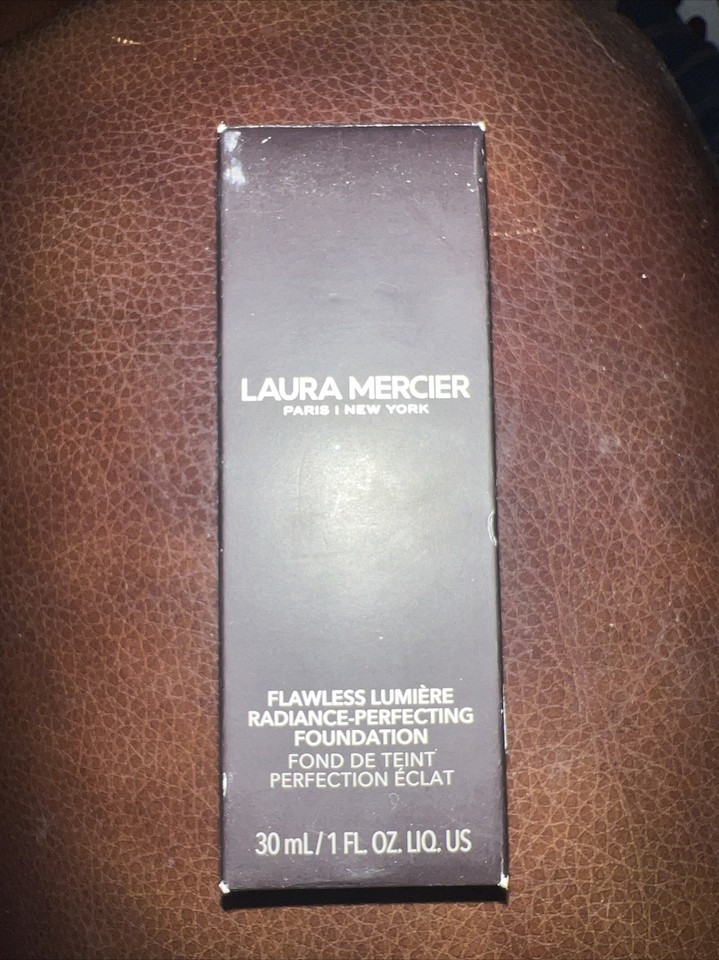 LAURA MERCIER
PARIS | NEW YORK
FLAWLESS LUMIÈRE
RADIANCE-PERFECTING
FOUNDATION
FOND DE TEINT
PERFECTION ÉCLAT
30 mL / 1 FL. OZ. LIQ. US